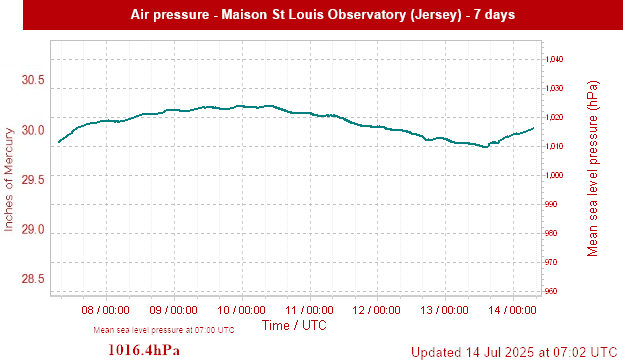 Air pressure - Maison St Louis Observatory (Jersey) - 7 days
30.5
30.0
29.5
29.0
28.5
Inches of Mercury
1,040
1,030
1,020
1,010
1,000
990
980
970
960
Mean sea level pressure (hPa)
08 / 00:00 09 / 00:00 10 / 00:00 11 / 00:00 12 / 00:00 13 / 00:00 14 / 00:00
Time / UTC
Mean sea level pressure at 07:00 UTC
1016.4hPa
Updated 14 Jul 2025 at 07:02 UTC